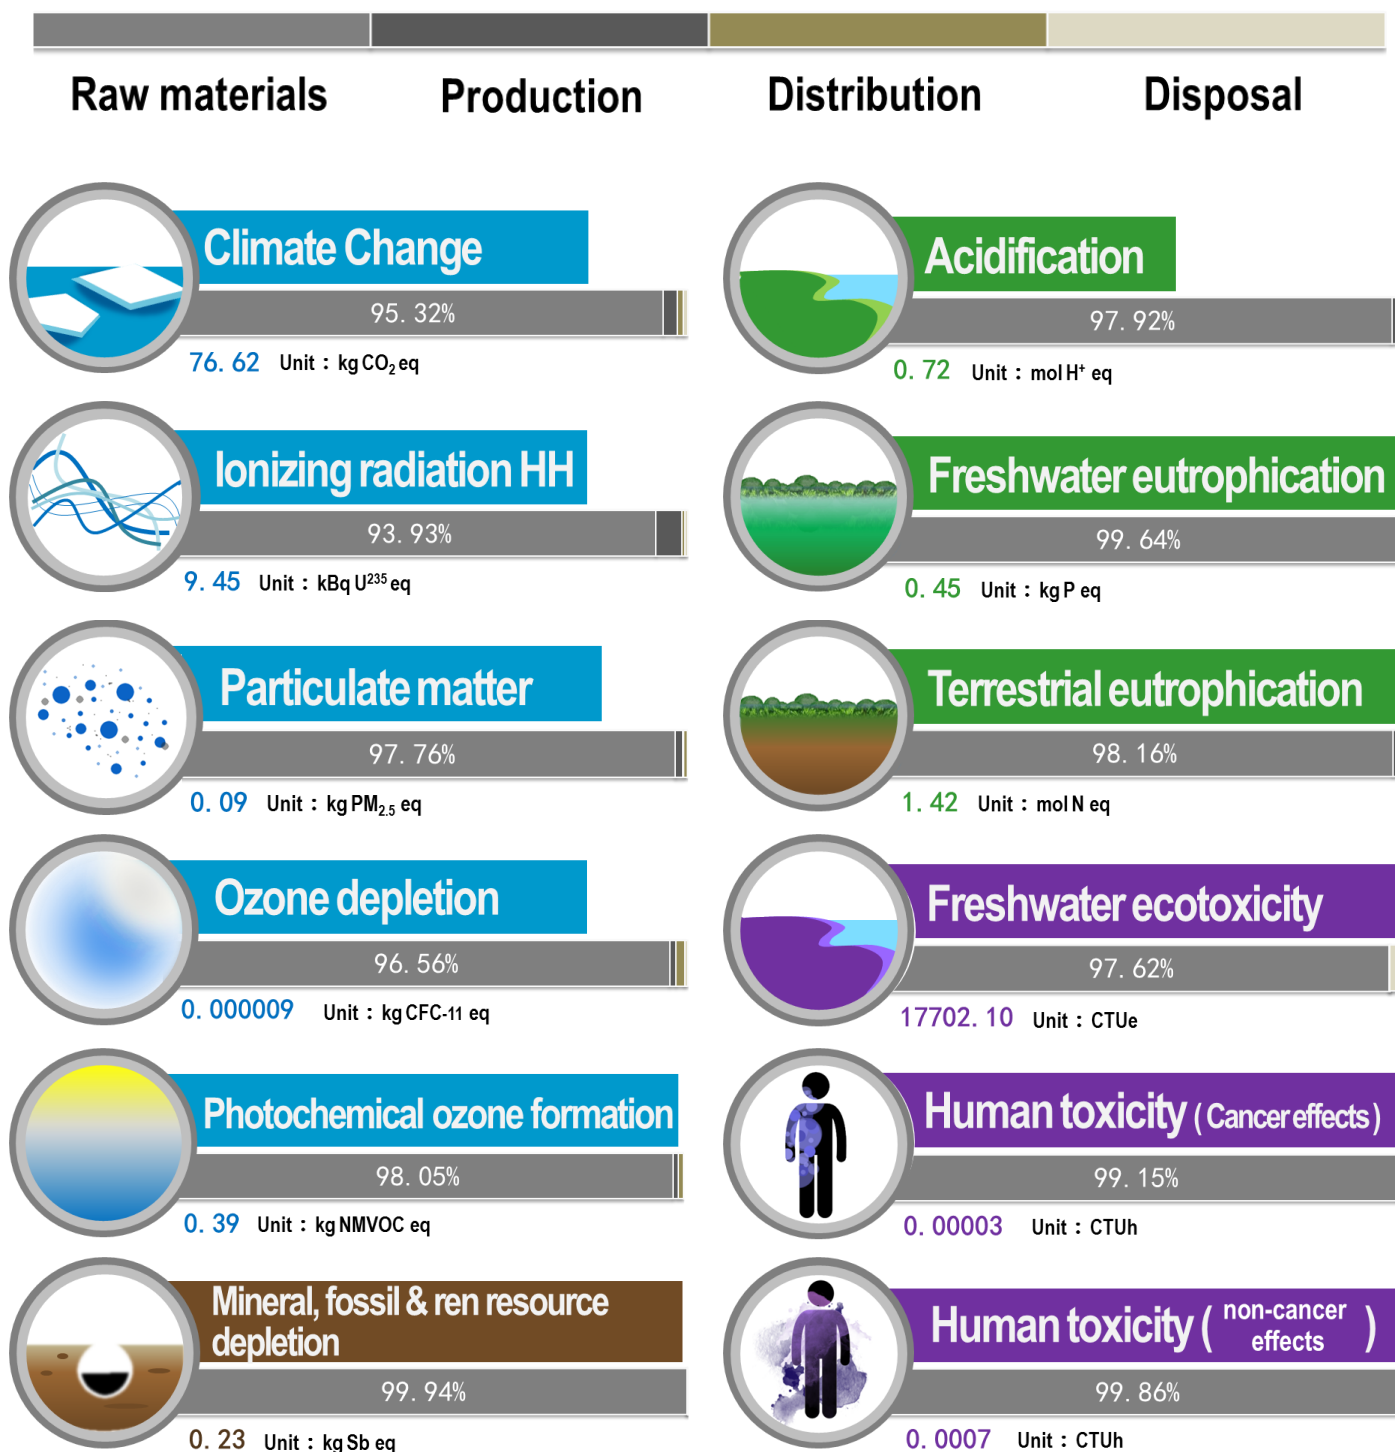 Raw materials
Production
Distribution
Disposal
Climate Change
95.32%
76.62 Unit : kg CO₂ eq
Ionizing radiation HH
93.93%
9.45 Unit : kBq U²³⁵ eq
Particulate matter
97.76%
0.09 Unit : kg PM₂.₅ eq
Ozone depletion
96.56%
0.000009 Unit : kg CFC-11 eq
Photochemical ozone formation
98.05%
0.39 Unit : kg NMVOC eq
Mineral, fossil & ren resource
depletion
99.94%
0.23 Unit : kg Sb eq
Acidification
97.92%
0.72 Unit : mol H⁺ eq
Freshwater eutrophication
99.64%
0.45 Unit : kg P eq
Terrestrial eutrophication
98.16%
1.42 Unit : mol N eq
Freshwater ecotoxicity
97.62%
17702.10 Unit : CTUe
Human toxicity ( Cancer effects )
99.15%
0.00003 Unit : CTUh
Human toxicity ( non-cancer
effects )
99.86%
0.0007 Unit : CTUh